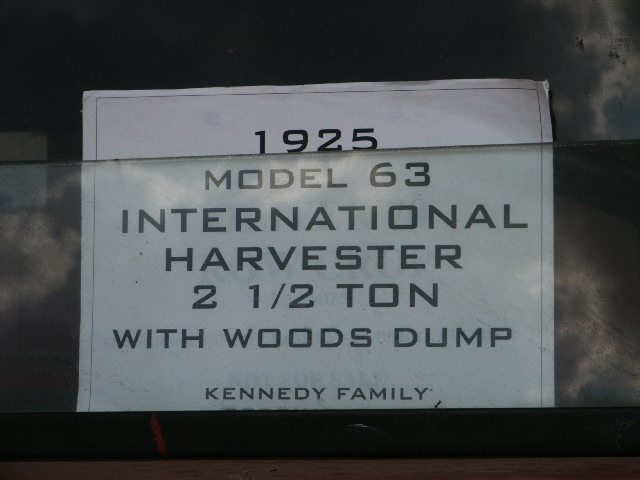 1925
MODEL 63
INTERNATIONAL
HARVESTER
2 1/2 TON
WITH WOODS DUMP
KENNEDY FAMILY